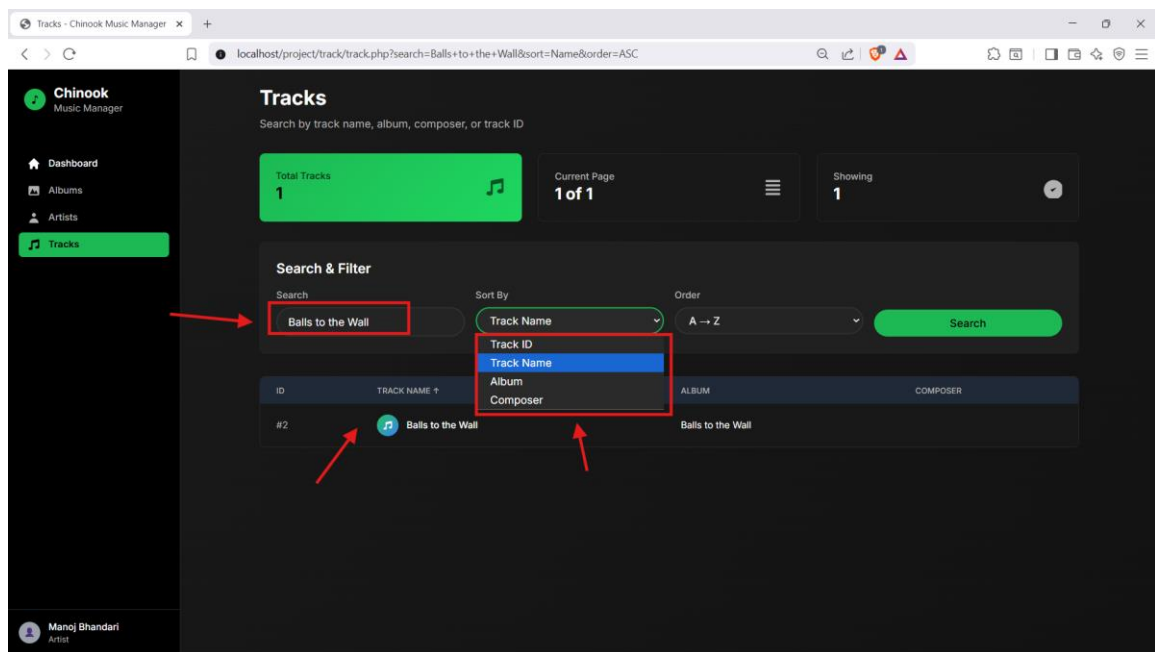 Tracks - Chinook Music Manager
localhost/project/track/track.php?search=Balls+to+the+Wall&sort=Name&order=ASC
Chinook
Music Manager
Dashboard
Albums
Artists
Tracks
Manoj Bhandari
Artist
Tracks
Search by track name, album, composer, or track ID
Total Tracks
1
Current Page
1 of 1
Showing
1
Search & Filter
Search
Balls to the Wall
Sort By
Track Name
Track ID
Track Name
Album
Composer
Order
A → Z
Search
ID TRACK NAME ↑ ALBUM COMPOSER
#2 Balls to the Wall Balls to the Wall